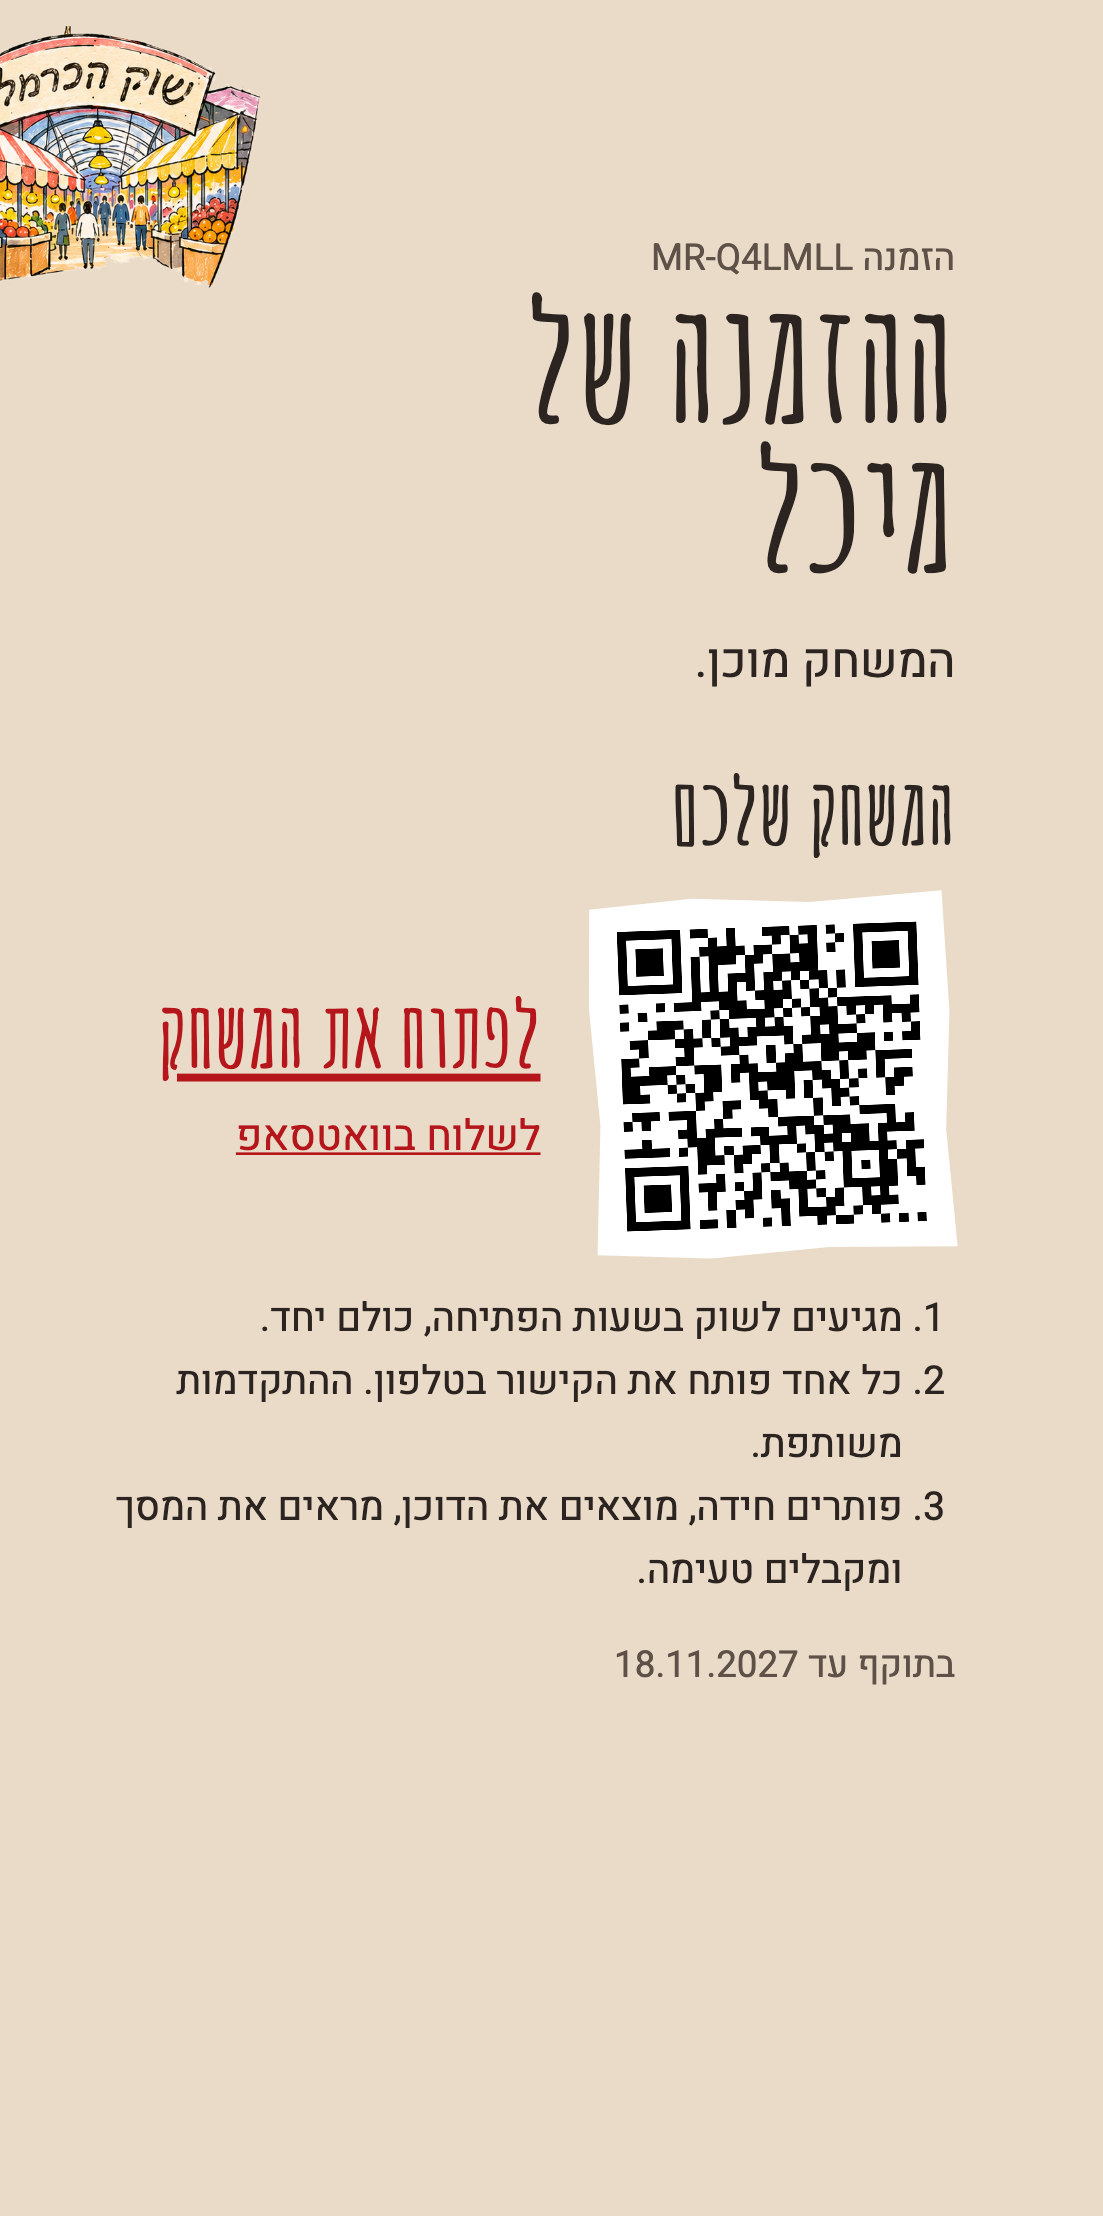 שוק הכרמל
הזמנה MR-Q4LMLL
ההזמנה של
מיכל
המשחק מוכן.
המשחק שלכם
לפתוח את המשחק
לשלוח בוואטסאפ
1. מגיעים לשוק בשעות הפתיחה, כולם יחד.
2. כל אחד פותח את הקישור בטלפון. ההתקדמות
משותפת.
3. פותרים חידה, מוצאים את הדוכן, מראים את המסך
ומקבלים טעימה.
בתוקף עד 18.11.2027